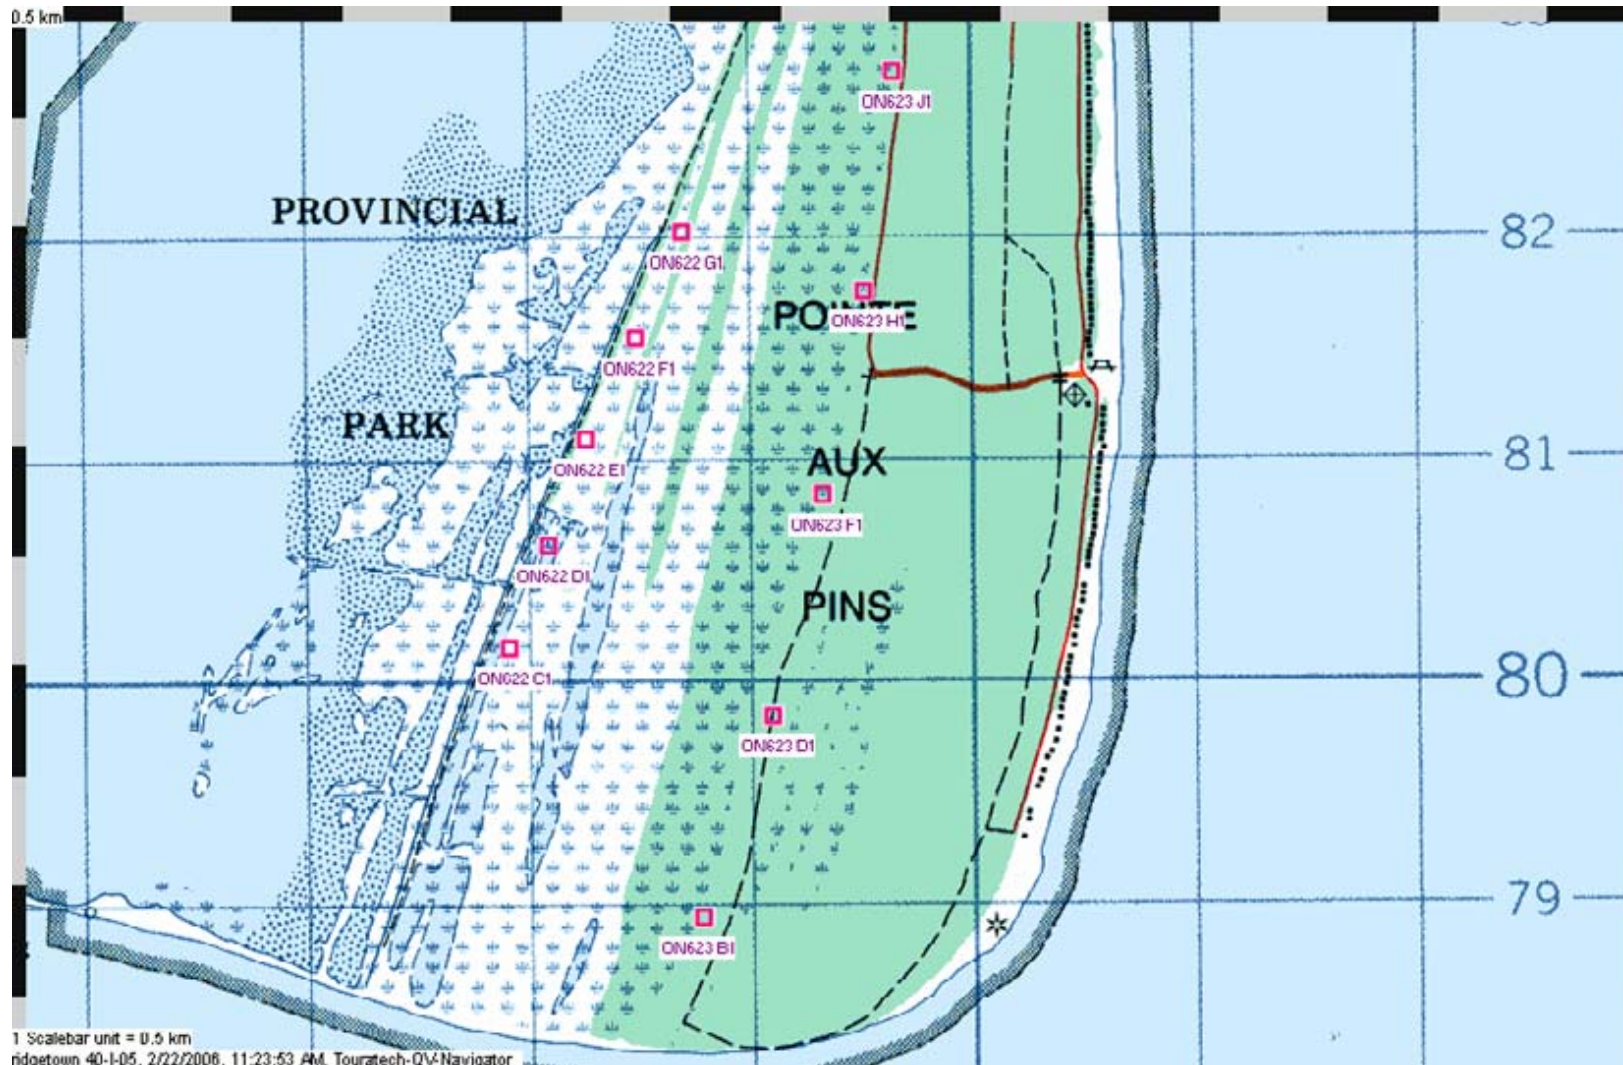 0.5 km
ON623 J1
PROVINCIAL
82
ON622 G1
POINTE
ON623 H1
ON622 F1
PARK
ON622 E1
AUX
81
ON623 F1
ON622 D1
PINS
ON622 C1
80
ON623 D1
79
ON623 B1
1 Scalebar unit = 0.5 km
ridgetown 40-I-05, 2/22/2006, 11:23:53 AM, Touratech-QV-Navigator